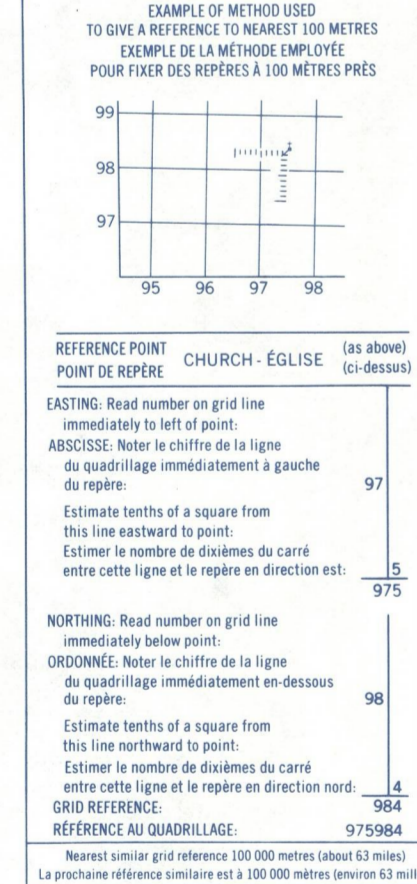 EXAMPLE OF METHOD USED
TO GIVE A REFERENCE TO NEAREST 100 METRES
EXEMPLE DE LA MÉTHODE EMPLOYÉE
POUR FIXER DES REPÈRES À 100 MÈTRES PRÈS
99
98
97
95 96 97 98
REFERENCE POINT
POINT DE REPÈRE
CHURCH - ÉGLISE
(as above)
(ci-dessus)
EASTING: Read number on grid line
immediately to left of point:
ABSCISSE: Noter le chiffre de la ligne
du quadrillage immédiatement à gauche
du repère: 97
Estimate tenths of a square from
this line eastward to point:
Estimer le nombre de dixièmes du carré
entre cette ligne et le repère en direction est: 5
975
NORTHING: Read number on grid line
immediately below point:
ORDONNÉE: Noter le chiffre de la ligne
du quadrillage immédiatement en-dessous
du repère: 98
Estimate tenths of a square from
this line northward to point:
Estimer le nombre de dixièmes du carré
entre cette ligne et le repère en direction nord: 4
GRID REFERENCE: 984
RÉFÉRENCE AU QUADRILLAGE: 975984
Nearest similar grid reference 100 000 metres (about 63 miles)
La prochaine référence similaire est à 100 000 mètres (environ 63 mill